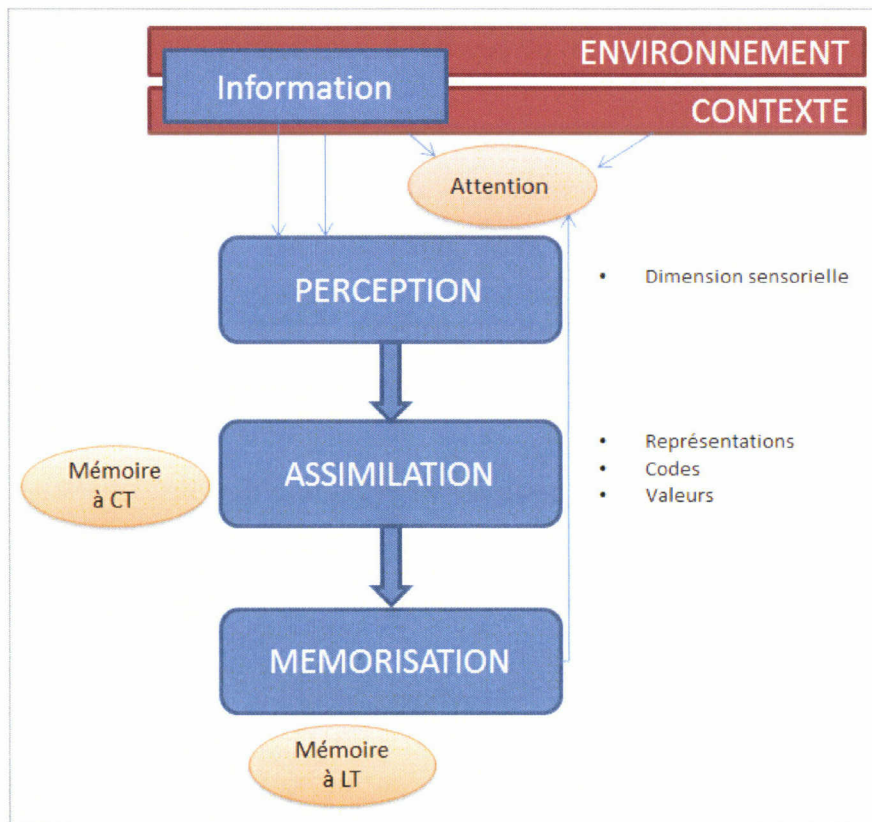 ENVIRONNEMENT
Information
CONTEXTE
Attention
PERCEPTION
• Dimension sensorielle
Mémoire
à CT
ASSIMILATION
• Représentations
• Codes
• Valeurs
MEMORISATION
Mémoire
à LT